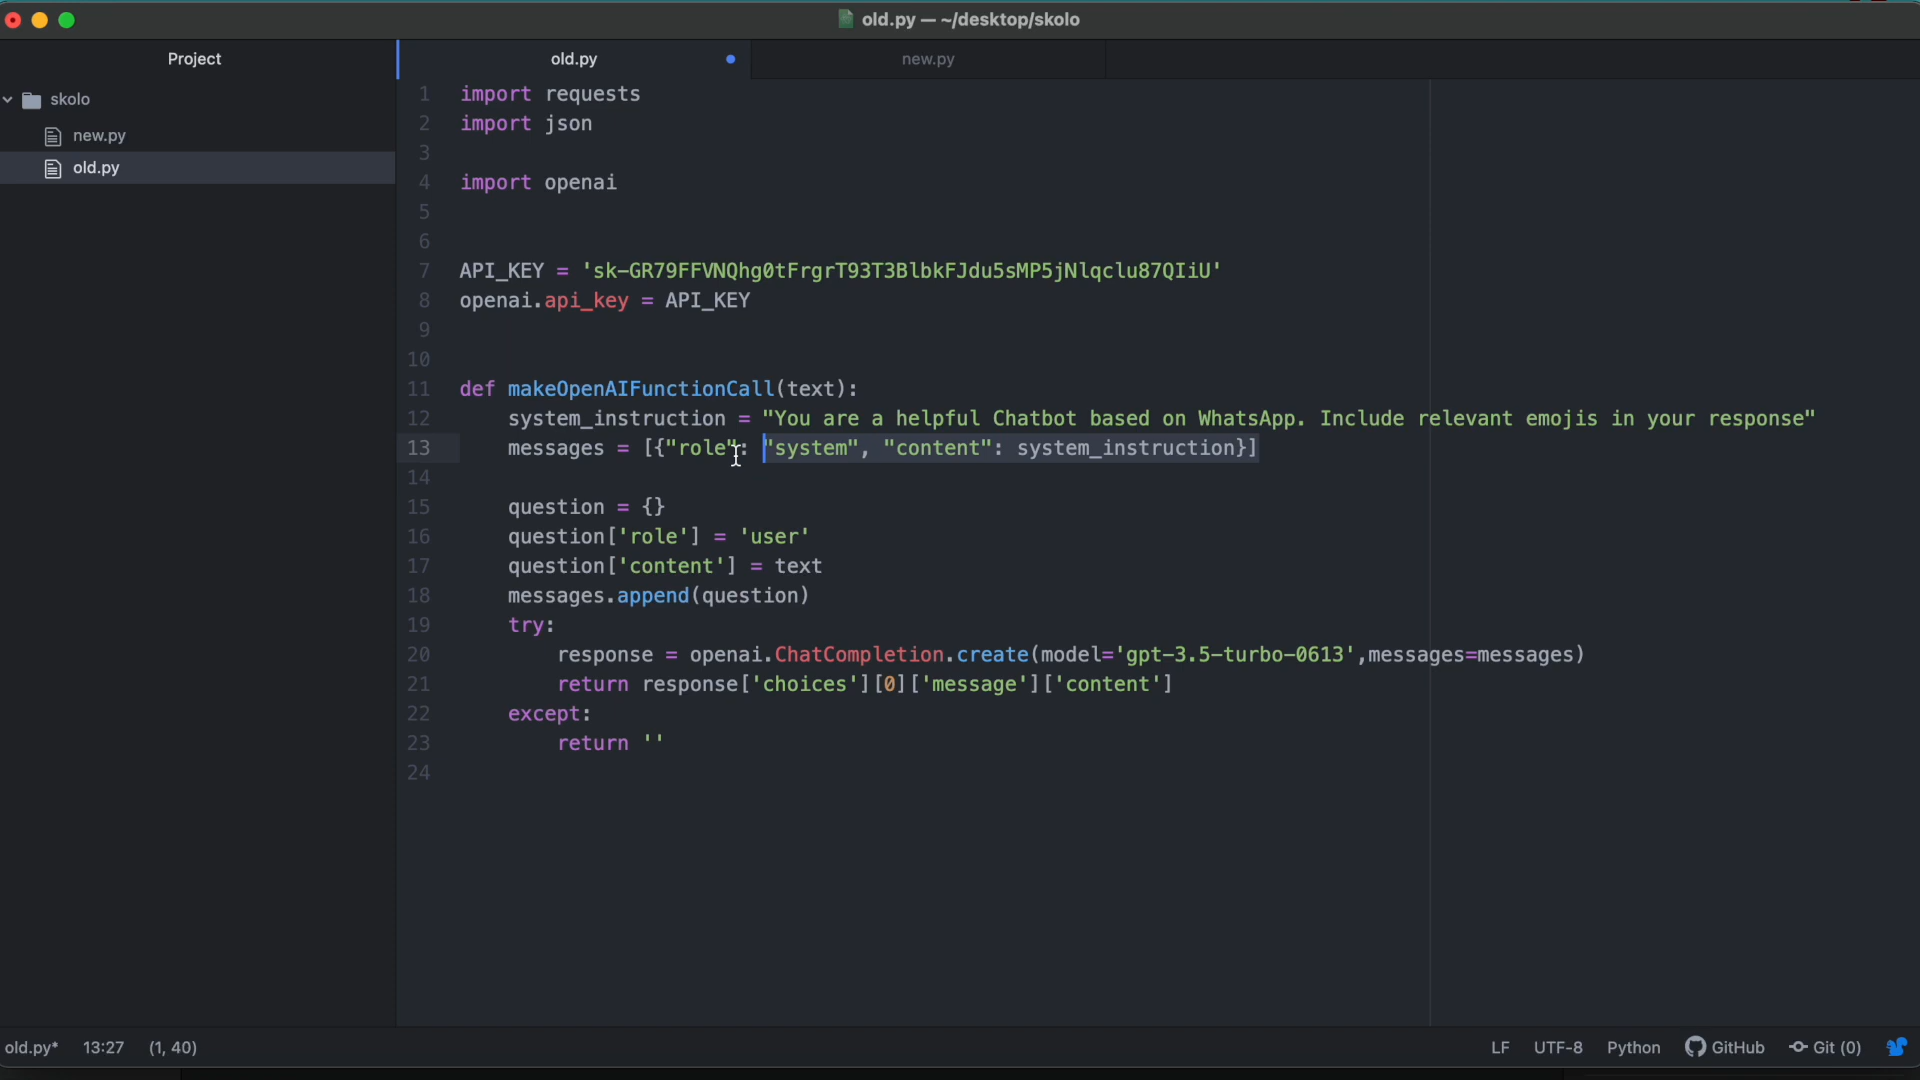 old.py — ~/desktop/skolo
Project
old.py
new.py
skolo
new.py
old.py
1 import requests
2 import json
3
4 import openai
5
6
7 API_KEY = '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'
8 openai.api_key = API_KEY
9
10
11 def makeOpenAIFunctionCall(text):
12     system_instruction = "You are a helpful Chatbot based on WhatsApp. Include relevant emojis in your response"
13     messages = [{"role": "system", "content": system_instruction}]
14
15     question = {}
16     question['role'] = 'user'
17     question['content'] = text
18     messages.append(question)
19     try:
20         response = openai.ChatCompletion.create(model='gpt-3.5-turbo-0613',messages=messages)
21         return response['choices'][0]['message']['content']
22     except:
23         return ''
24
old.py* 13:27 (1, 40) LF UTF-8 Python GitHub Git (0)